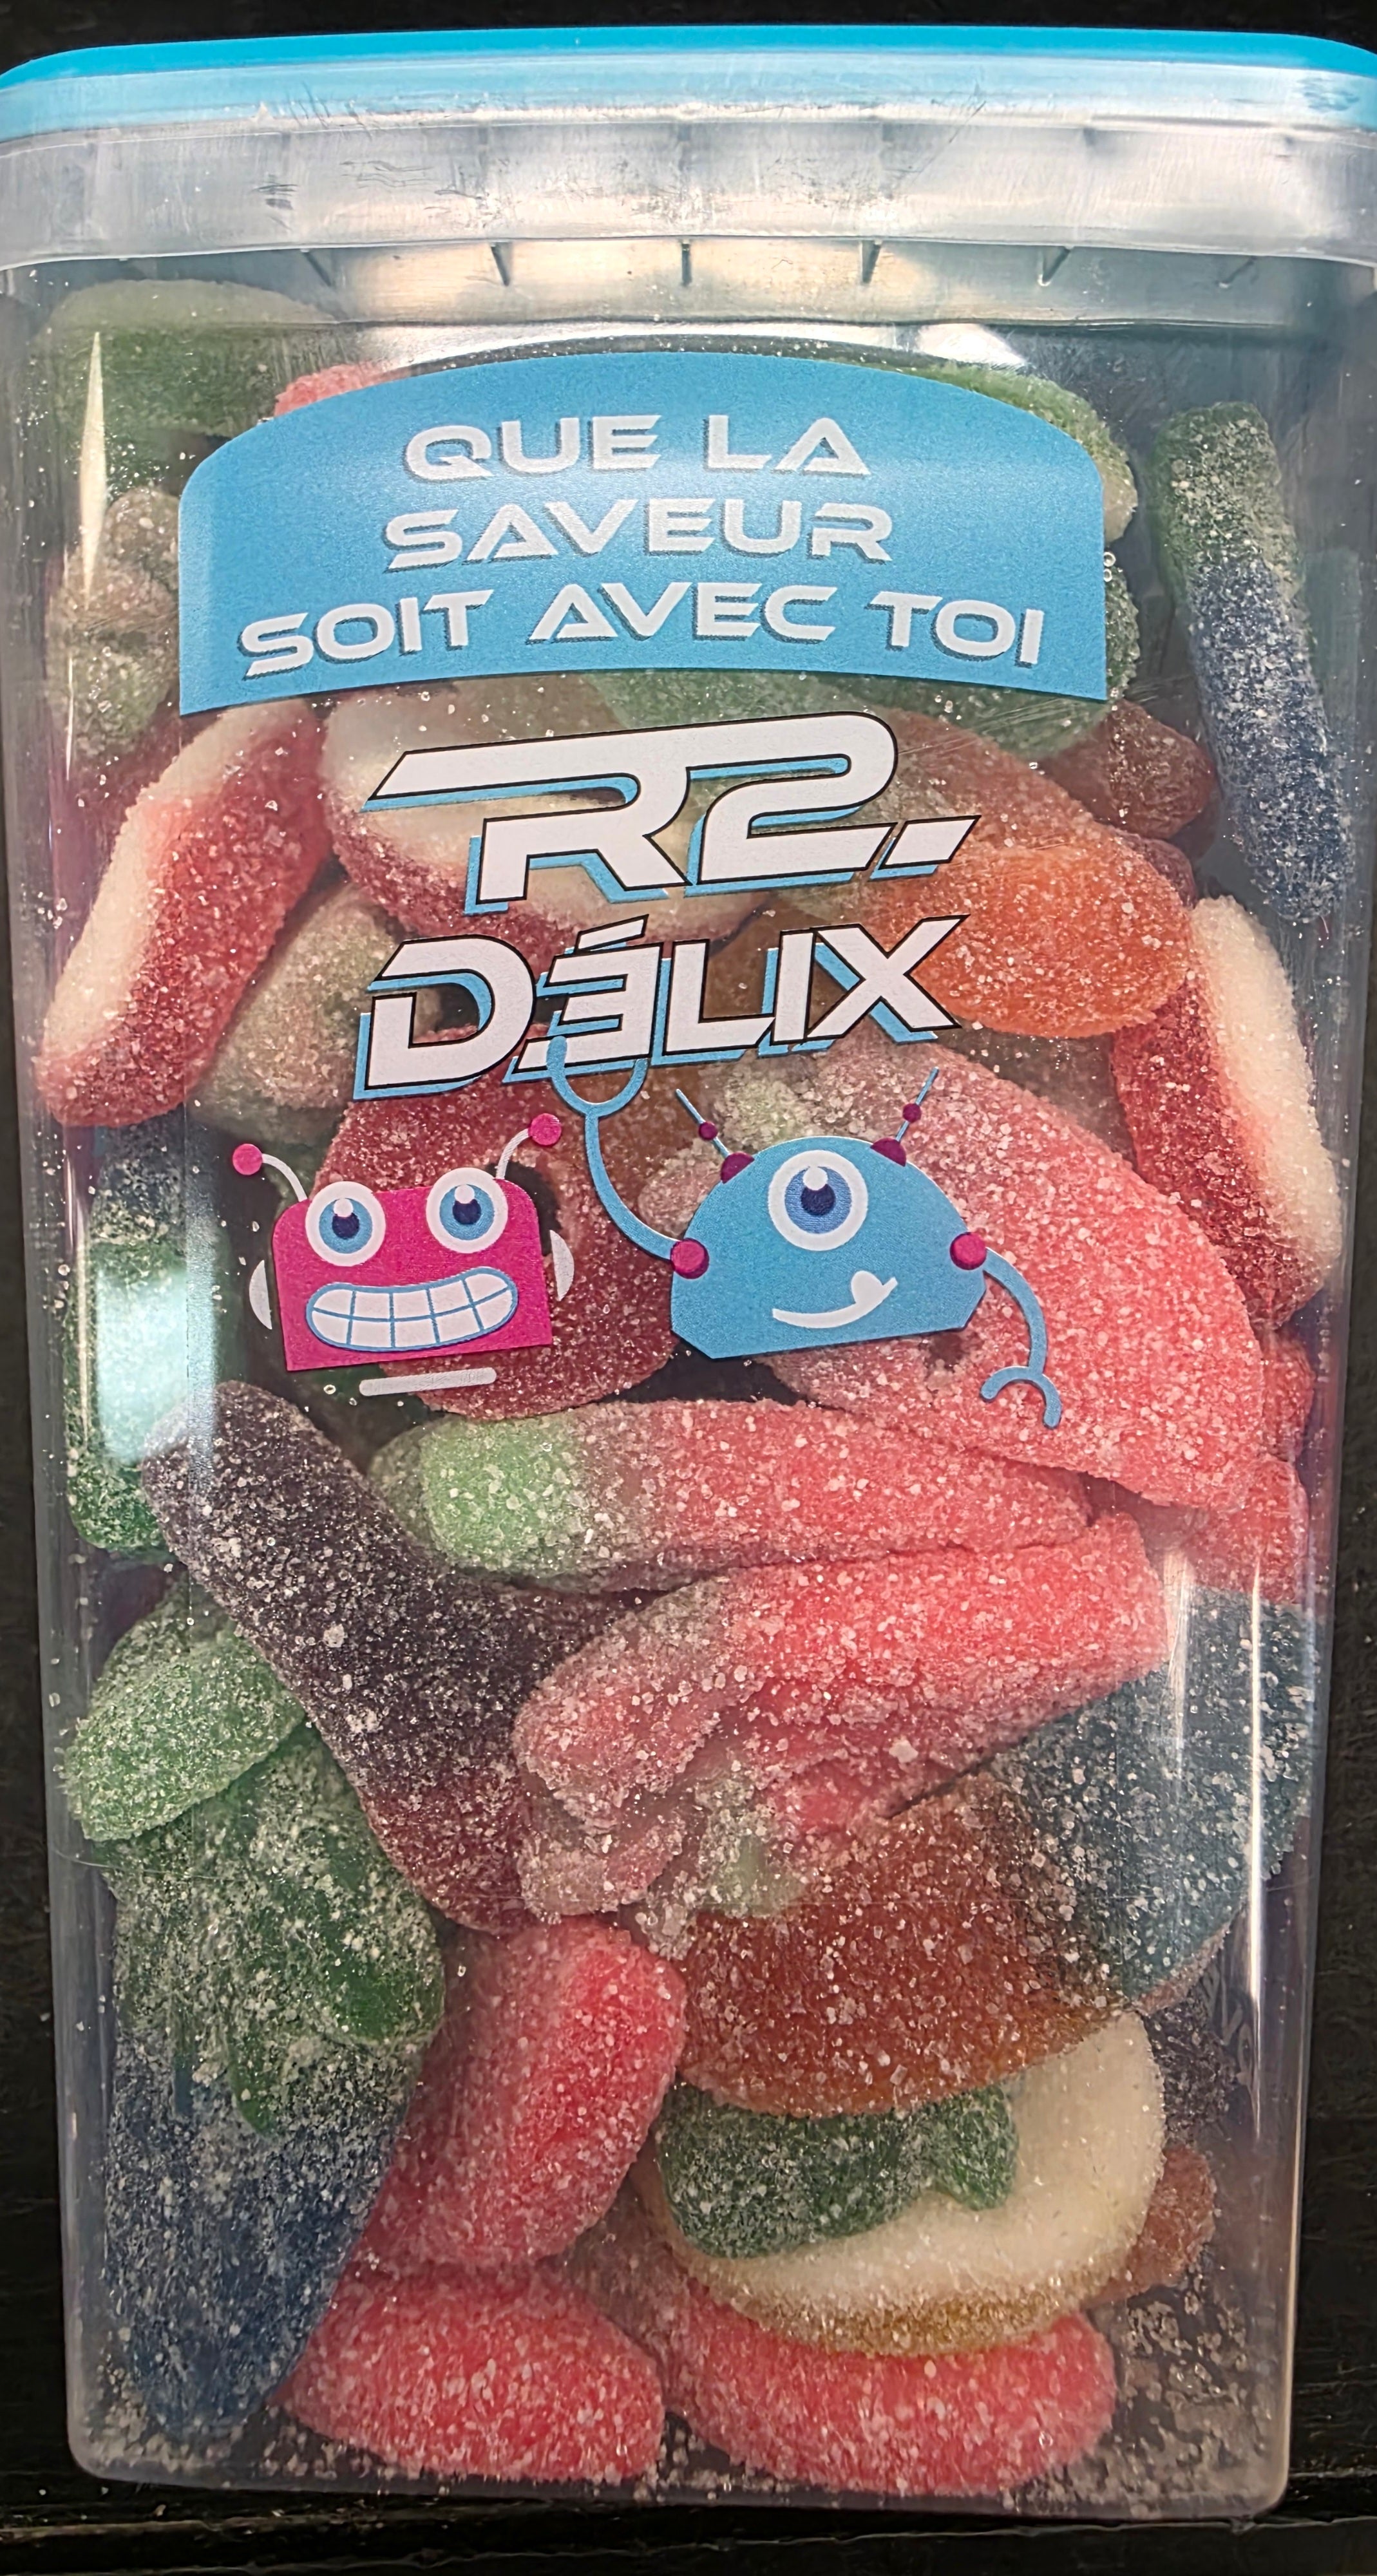 QUE LA
SAVEUR
SOIT AVEC TOI
R2.
DÉLIX